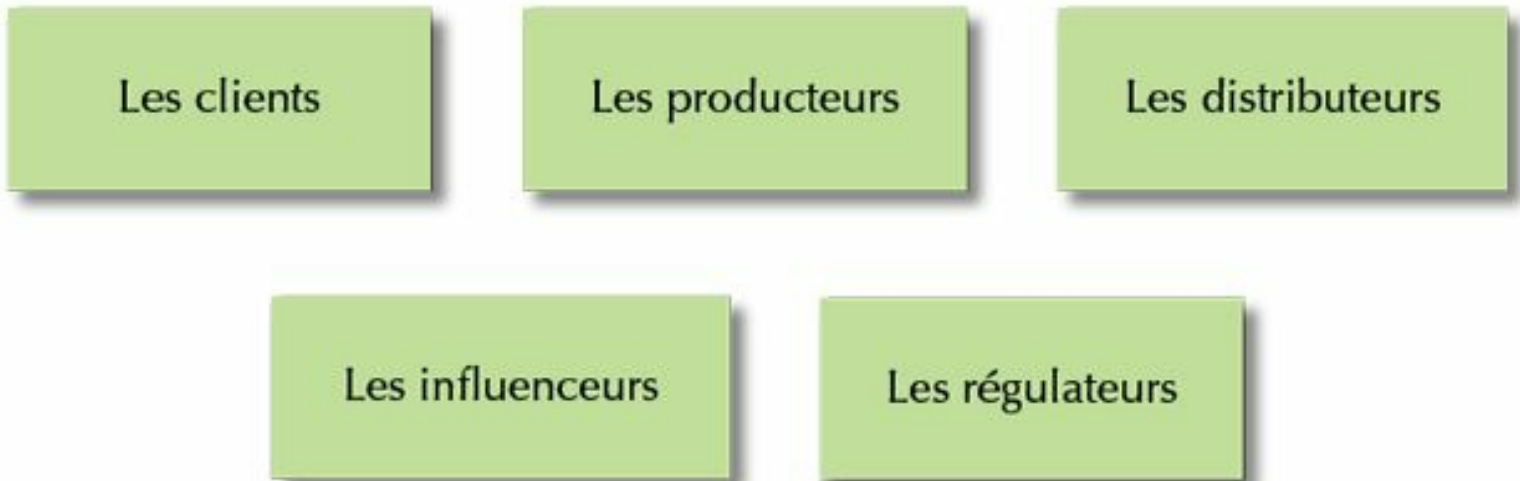 Les clients
Les producteurs
Les distributeurs
Les influenceurs
Les régulateurs